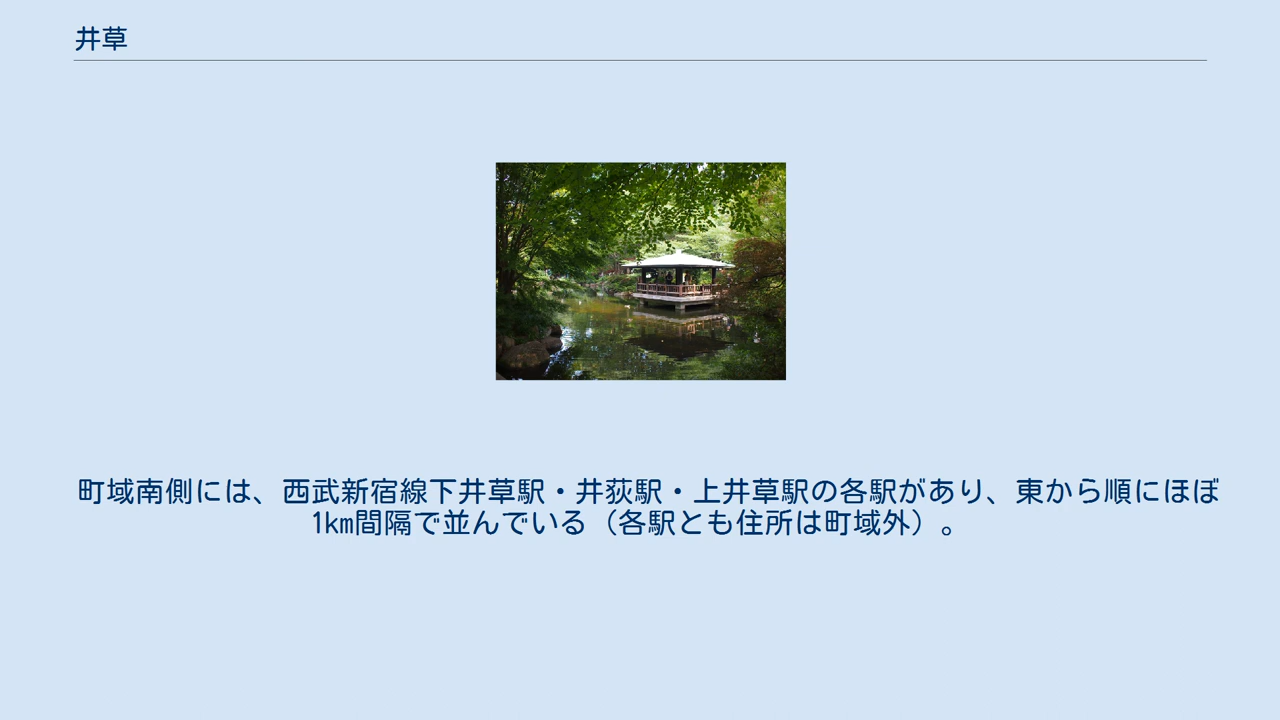 井草
町域南側には、西武新宿線下井草駅・井荻駅・上井草駅の各駅があり、東から順にほぼ
1km間隔で並んでいる（各駅とも住所は町域外）。